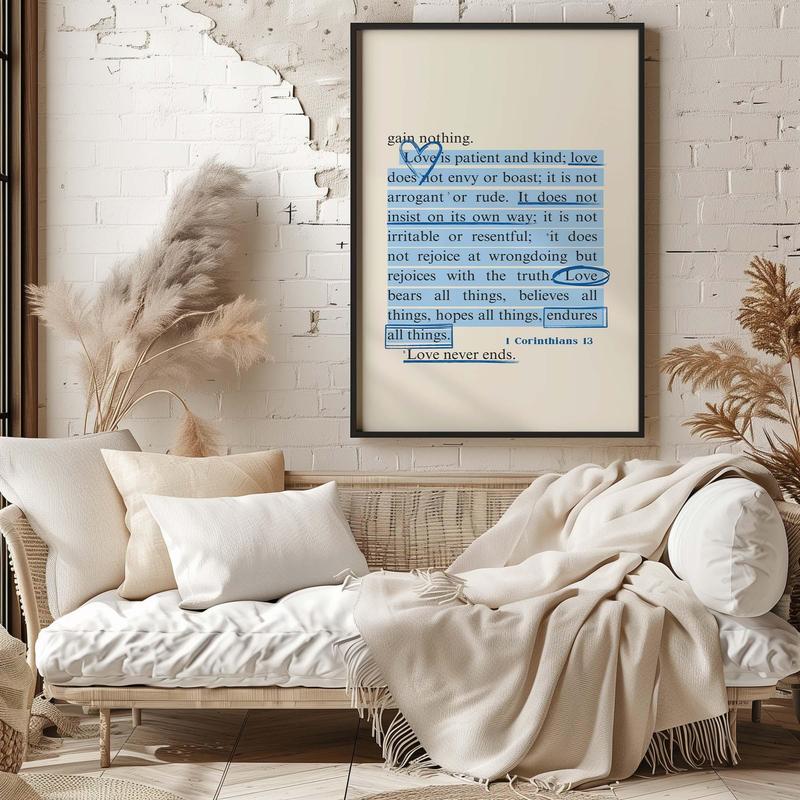 gain nothing.
Love is patient and kind; love
does not envy or boast; it is not
arrogant or rude. It does not
insist on its own way; it is not
irritable or resentful; it does
not rejoice at wrongdoing but
rejoices with the truth. Love
bears all things, believes all
things, hopes all things, endures
all things.
1 Corinthians 13
Love never ends.